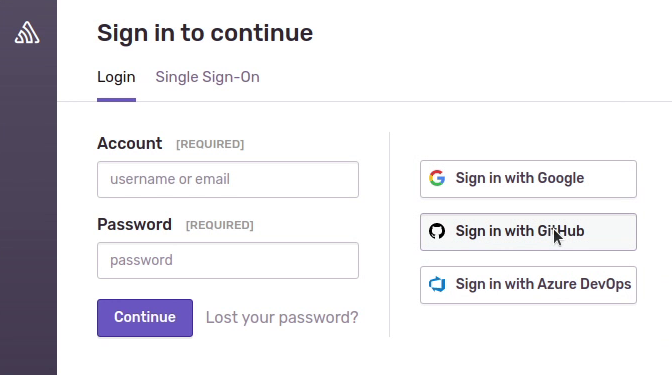 Sign in to continue
Login Single Sign-On
Account [REQUIRED]
username or email
Password [REQUIRED]
password
Continue Lost your password?
Sign in with Google
Sign in with GitHub
Sign in with Azure DevOps